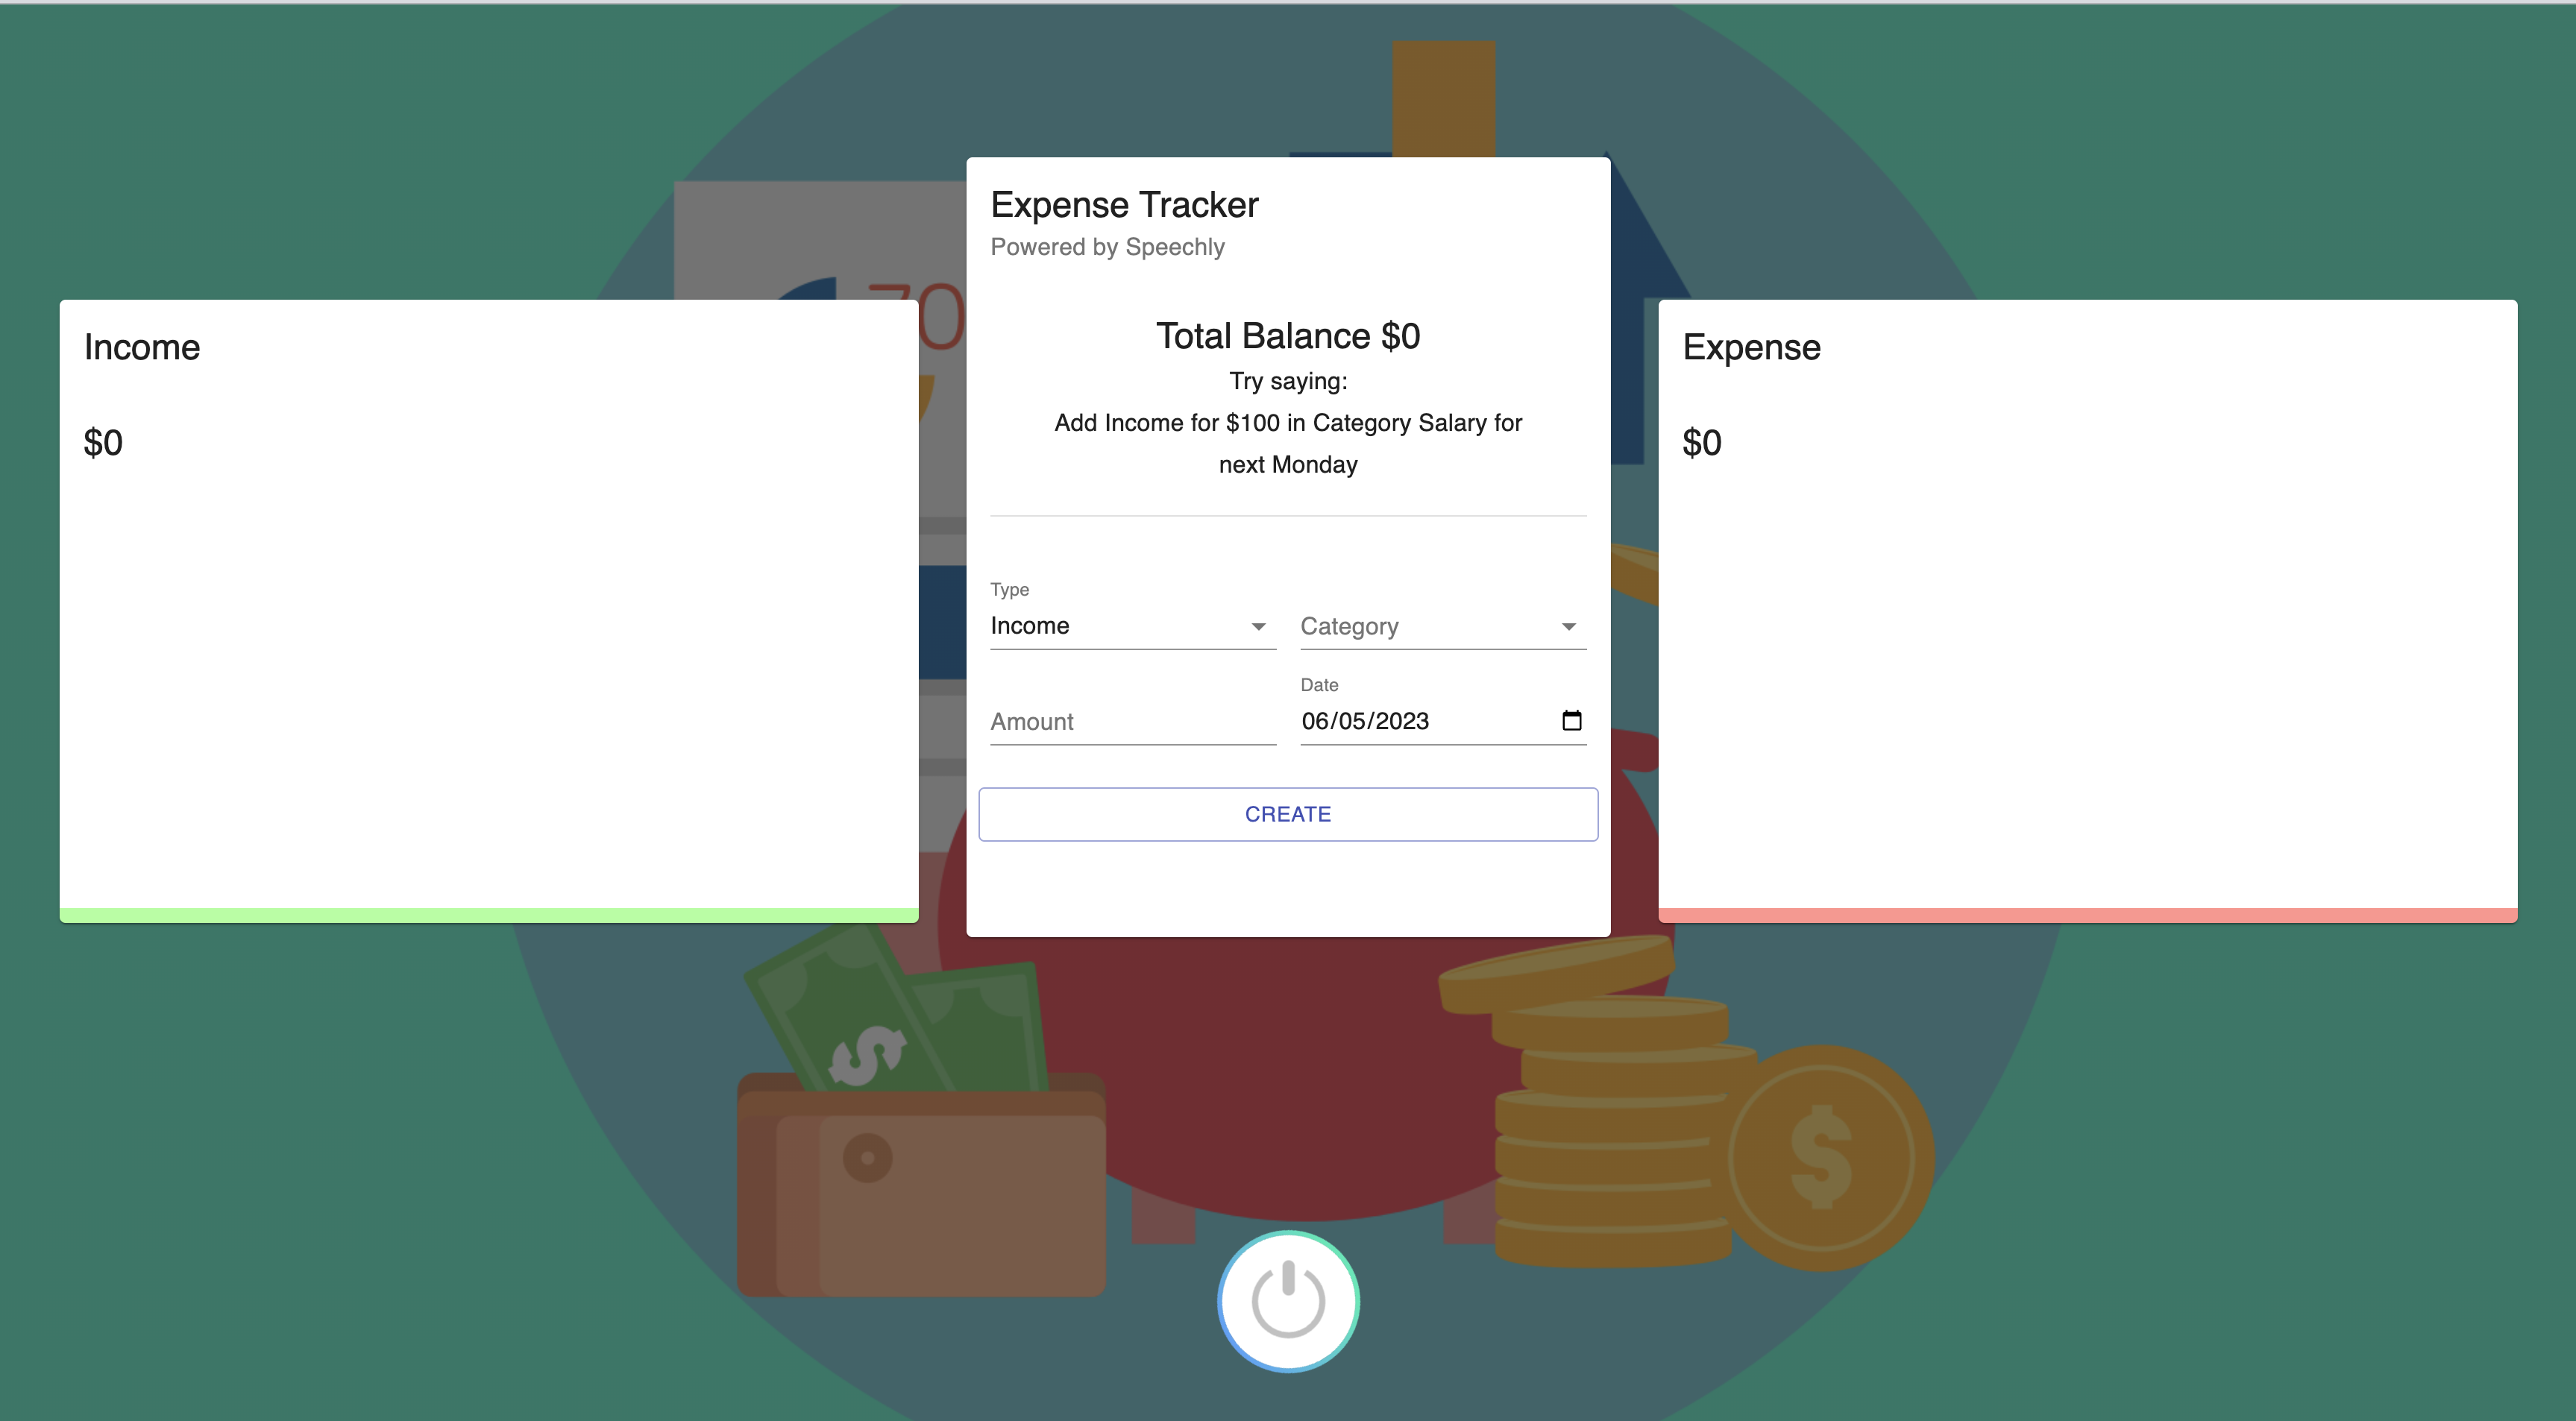 Expense Tracker
Powered by Speechly
Total Balance $0
Try saying:
Add Income for $100 in Category Salary for
next Monday
Income
$0
70
Expense
$0
Type
Income
Category
Amount
Date
06/05/2023
CREATE
$
$